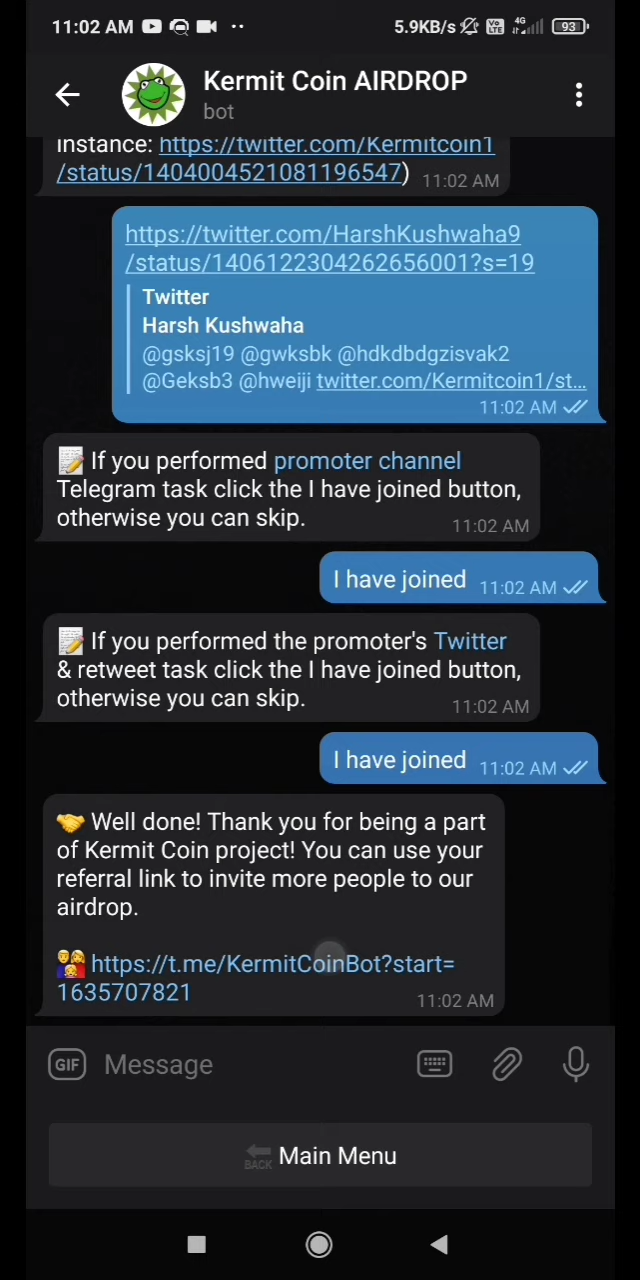 11:02 AM
5.9KB/s Vo LTE 4G 93
Kermit Coin AIRDROP
bot
instance: https://twitter.com/Kermitcoin1
/status/1404004521081196547) 11:02 AM
https://twitter.com/HarshKushwaha9
/status/1406122304262656001?s=19
Twitter
Harsh Kushwaha
@gsksj19 @gwksbk @hdkdbdgzisvak2
@Geksb3 @hweiji twitter.com/Kermitcoin1/st...
11:02 AM
If you performed promoter channel
Telegram task click the I have joined button,
otherwise you can skip. 11:02 AM
I have joined 11:02 AM
If you performed the promoter's Twitter
& retweet task click the I have joined button,
otherwise you can skip. 11:02 AM
I have joined 11:02 AM
Well done! Thank you for being a part
of Kermit Coin project! You can use your
referral link to invite more people to our
airdrop.
https://t.me/KermitCoinBot?start=
1635707821 11:02 AM
GIF Message
BACK Main Menu